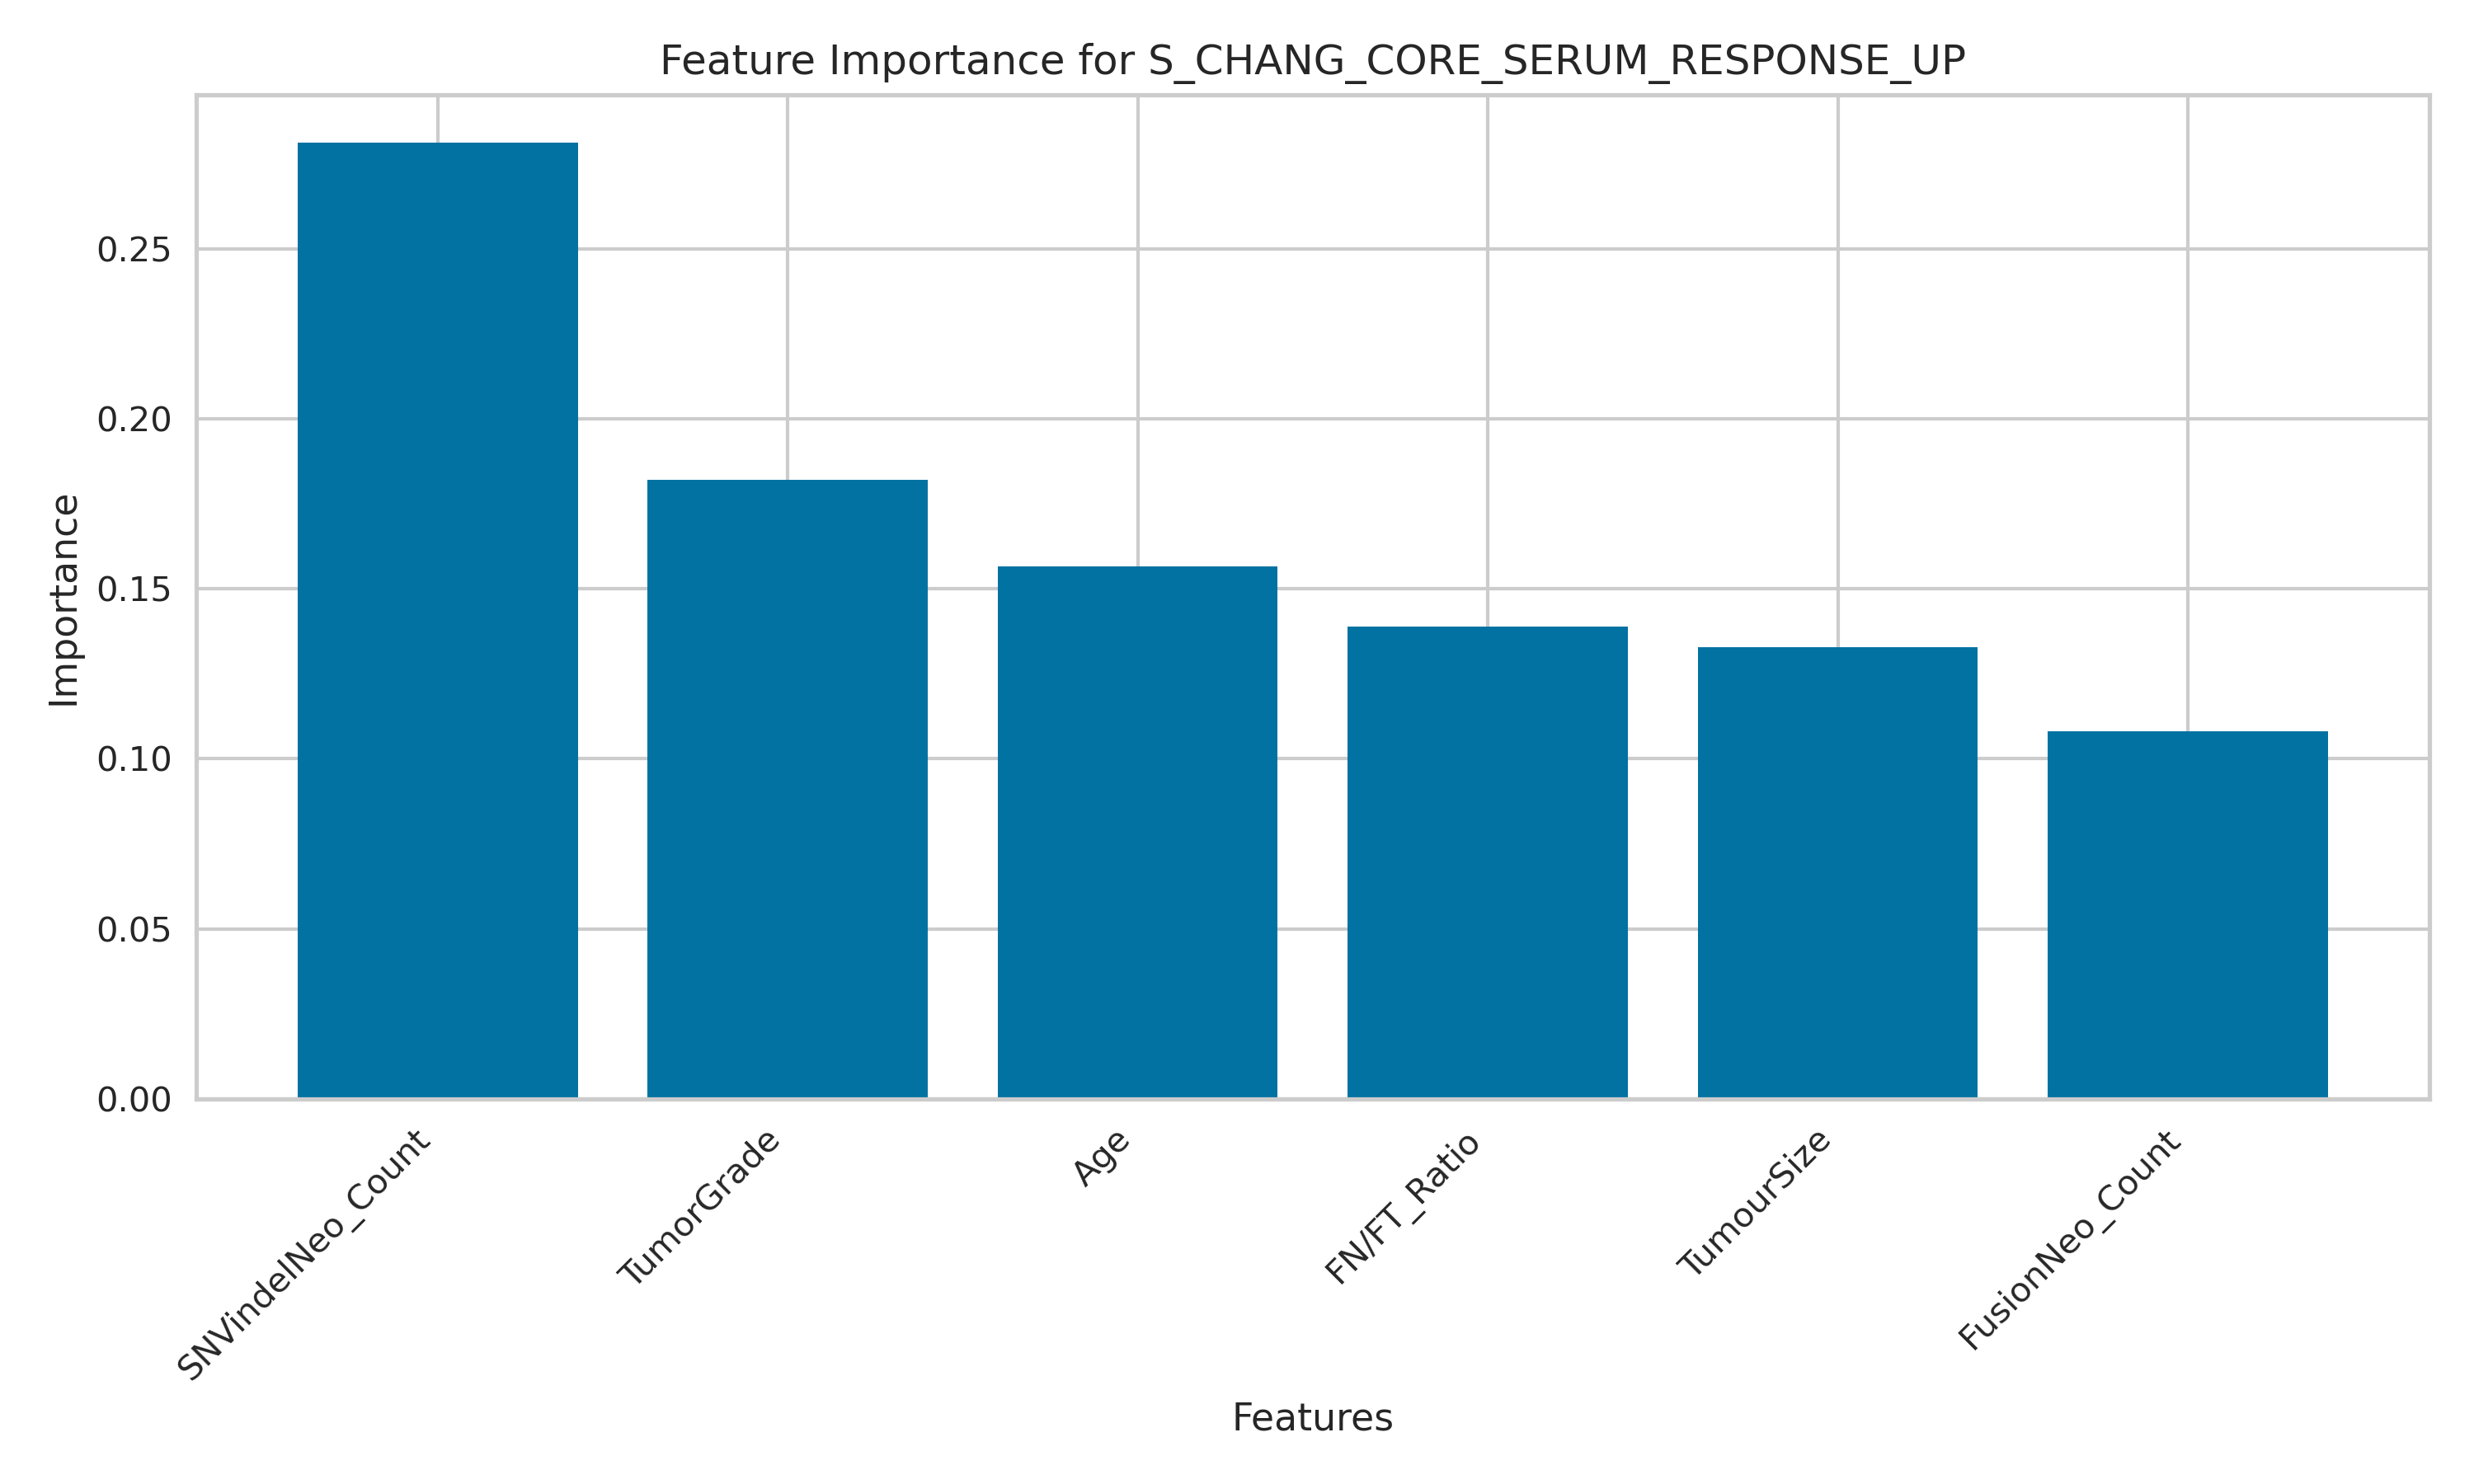 Feature Importance for S_CHANG_CORE_SERUM_RESPONSE_UP
Importance
0.25
0.20
0.15
0.10
0.05
0.00
SNVindelNeo_Count
TumorGrade
Age
FN/FT_Ratio
TumourSize
FusionNeo_Count
Features